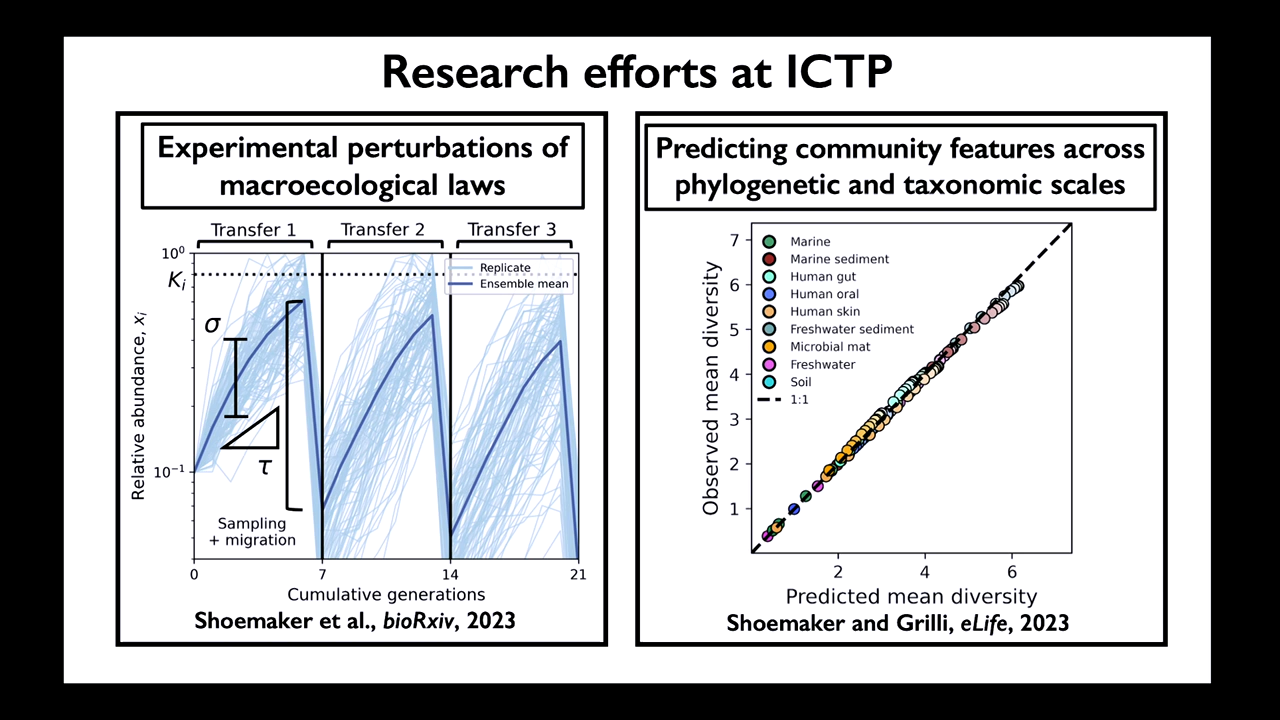 Research efforts at ICTP
Experimental perturbations of
macroecological laws
Transfer 1
Transfer 2
Transfer 3
10⁰
Kᵢ
Replicate
Ensemble mean
σ
τ
10⁻¹
Relative abundance, xᵢ
Sampling
+ migration
0
7
14
21
Cumulative generations
Shoemaker et al., bioRxiv, 2023
Predicting community features across
phylogenetic and taxonomic scales
Marine
Marine sediment
Human gut
Human oral
Human skin
Freshwater sediment
Microbial mat
Freshwater
Soil
1:1
7
6
5
4
3
2
1
Observed mean diversity
2
4
6
Predicted mean diversity
Shoemaker and Grilli, eLife, 2023